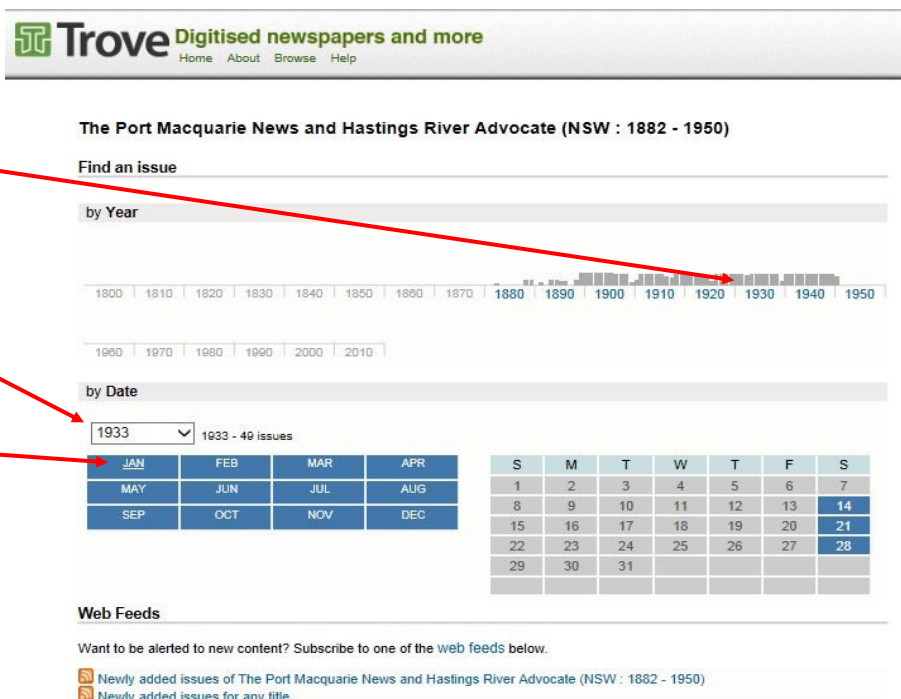 Trove Digitised newspapers and more
Home About Browse Help
The Port Macquarie News and Hastings River Advocate (NSW : 1882 - 1950)
Find an issue
by Year
1800 1810 1820 1830 1840 1850 1860 1870 1880 1890 1900 1910 1920 1930 1940 1950
1960 1970 1980 1990 2000 2010
by Date
1933 1933 - 49 issues
JAN FEB MAR APR
MAY JUN JUL AUG
SEP OCT NOV DEC
S M T W T F S
1 2 3 4 5 6 7
8 9 10 11 12 13 14
15 16 17 18 19 20 21
22 23 24 25 26 27 28
29 30 31
Web Feeds
Want to be alerted to new content? Subscribe to one of the web feeds below.
Newly added issues of The Port Macquarie News and Hastings River Advocate (NSW : 1882 - 1950)
Newly added issues for any title